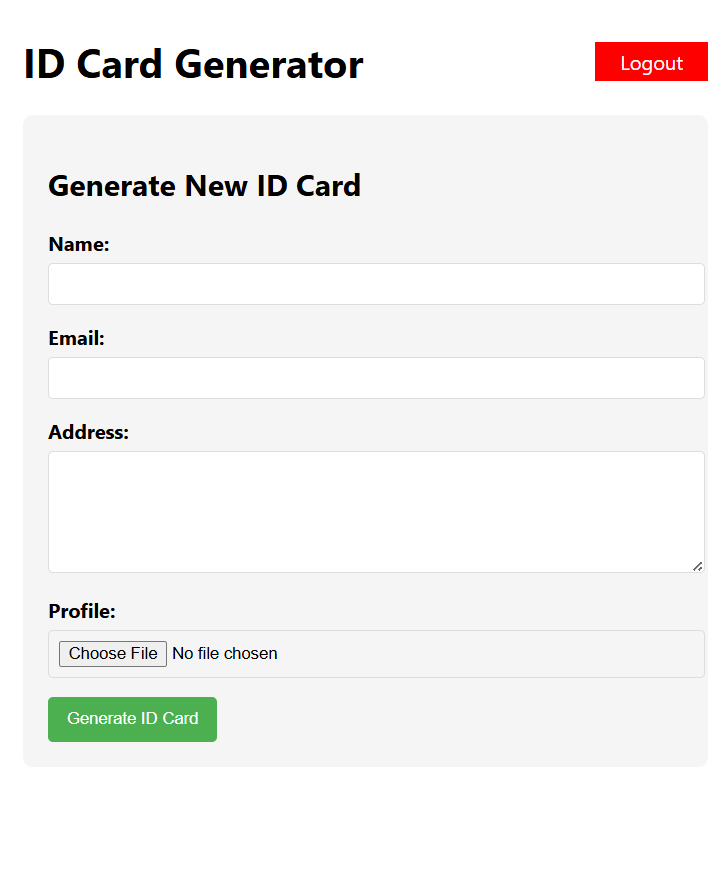 ID Card Generator
Logout
Generate New ID Card
Name:
Email:
Address:
Profile:
Choose File No file chosen
Generate ID Card